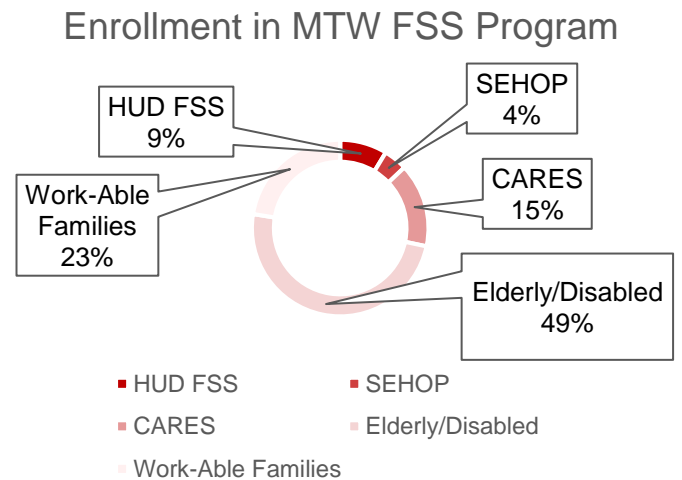 Enrollment in MTW FSS Program
HUD FSS
9%
SEHOP
4%
Work-Able
Families
23%
CARES
15%
Elderly/Disabled
49%
HUD FSS
SEHOP
CARES
Elderly/Disabled
Work-Able Families